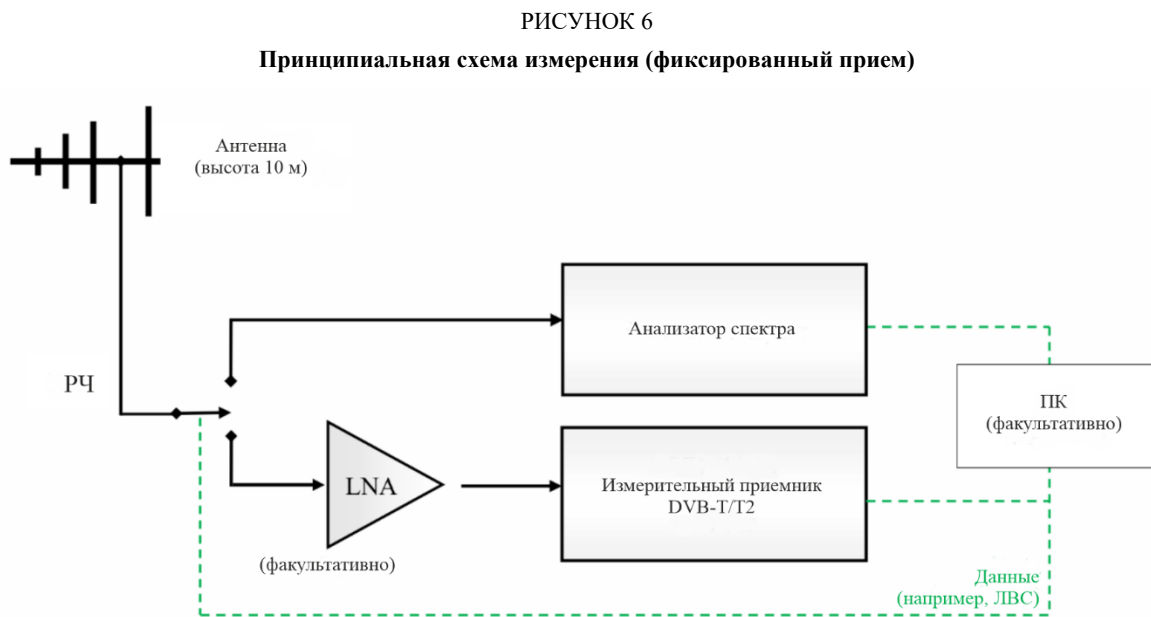 РИСУНОК 6
Принципиальная схема измерения (фиксированный прием)
Антенна
(высота 10 м)
Анализатор спектра
РЧ
ПК
(факультативно)
LNA
(факультативно)
Измерительный приемник
DVB-T/T2
Данные
(например, ЛВС)